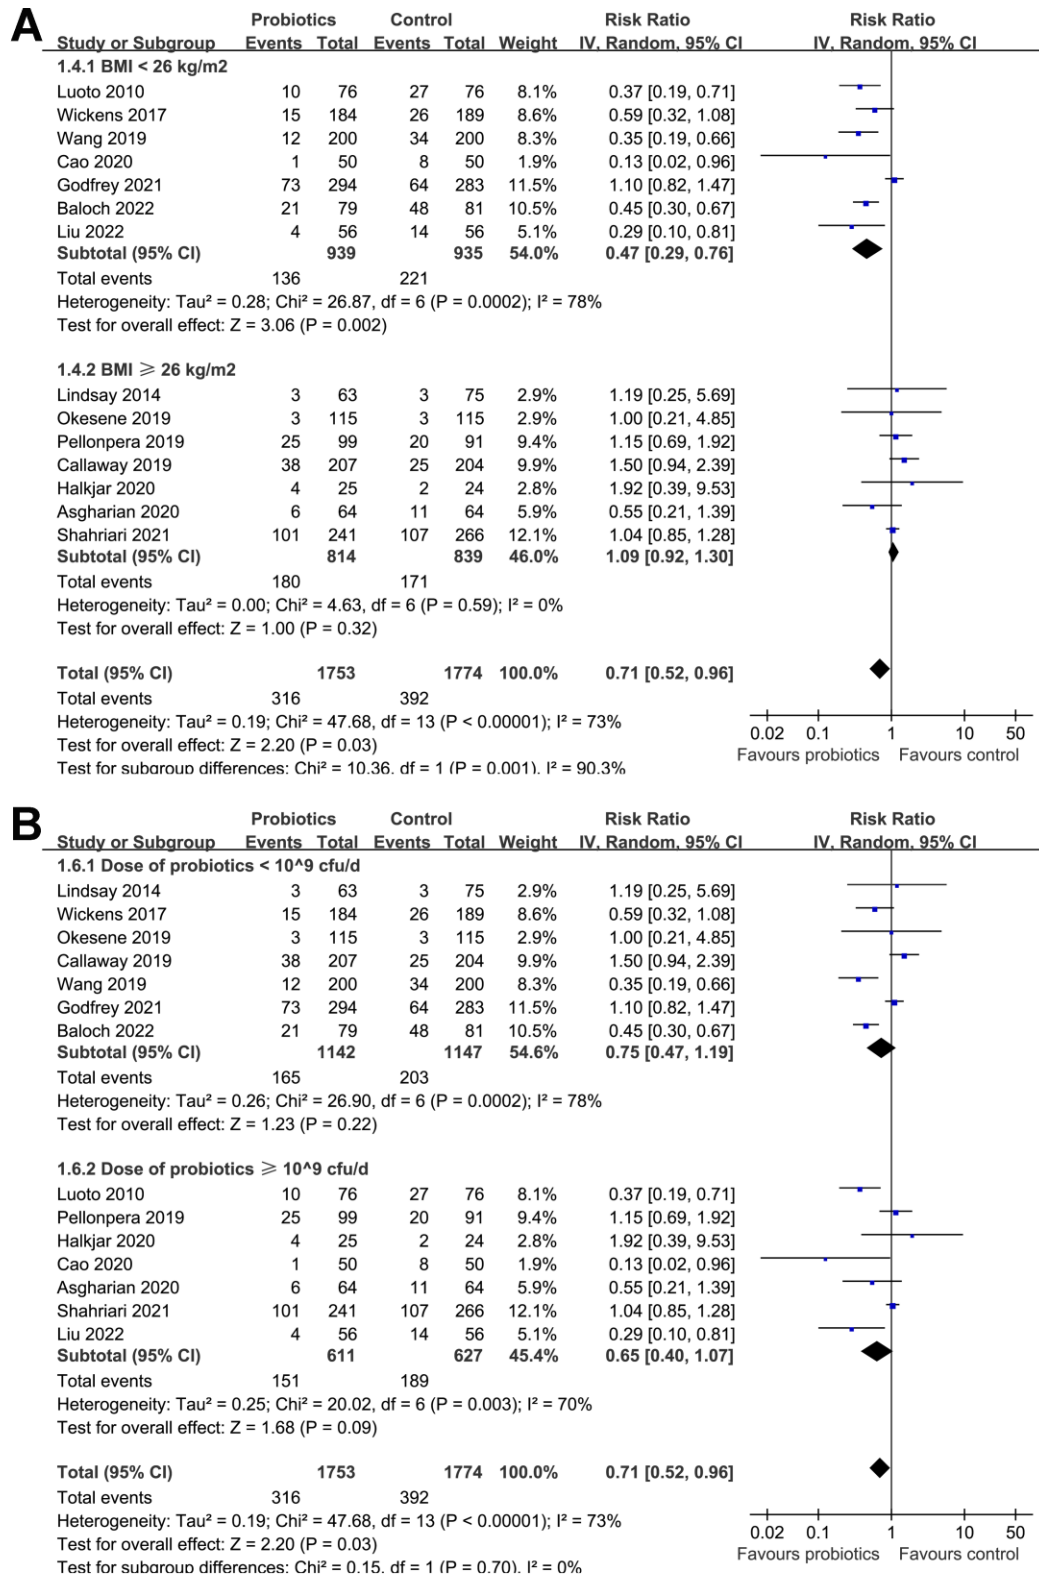 A
Probiotics Control Risk Ratio Risk Ratio
Study or Subgroup Events Total Events Total Weight IV, Random, 95% CI IV, Random, 95% CI
1.4.1 BMI < 26 kg/m2
Luoto 2010 10 76 27 76 8.1% 0.37 [0.19, 0.71]
Wickens 2017 15 184 26 189 8.6% 0.59 [0.32, 1.08]
Wang 2019 12 200 34 200 8.3% 0.35 [0.19, 0.66]
Cao 2020 1 50 8 50 1.9% 0.13 [0.02, 0.96]
Godfrey 2021 73 294 64 283 11.5% 1.10 [0.82, 1.47]
Baloch 2022 21 79 48 81 10.5% 0.45 [0.30, 0.67]
Liu 2022 4 56 14 56 5.1% 0.29 [0.10, 0.81]
Subtotal (95% CI) 939 935 54.0% 0.47 [0.29, 0.76]
Total events 136 221
Heterogeneity: Tau² = 0.28; Chi² = 26.87, df = 6 (P = 0.0002); I² = 78%
Test for overall effect: Z = 3.06 (P = 0.002)
1.4.2 BMI ⩾ 26 kg/m2
Lindsay 2014 3 63 3 75 2.9% 1.19 [0.25, 5.69]
Okesene 2019 3 115 3 115 2.9% 1.00 [0.21, 4.85]
Pellonpera 2019 25 99 20 91 9.4% 1.15 [0.69, 1.92]
Callaway 2019 38 207 25 204 9.9% 1.50 [0.94, 2.39]
Halkjar 2020 4 25 2 24 2.8% 1.92 [0.39, 9.53]
Asgharian 2020 6 64 11 64 5.9% 0.55 [0.21, 1.39]
Shahriari 2021 101 241 107 266 12.1% 1.04 [0.85, 1.28]
Subtotal (95% CI) 814 839 46.0% 1.09 [0.92, 1.30]
Total events 180 171
Heterogeneity: Tau² = 0.00; Chi² = 4.63, df = 6 (P = 0.59); I² = 0%
Test for overall effect: Z = 1.00 (P = 0.32)
Total (95% CI) 1753 1774 100.0% 0.71 [0.52, 0.96]
Total events 316 392
Heterogeneity: Tau² = 0.19; Chi² = 47.68, df = 13 (P < 0.00001); I² = 73%
Test for overall effect: Z = 2.20 (P = 0.03)
Test for subgroup differences: Chi² = 10.36, df = 1 (P = 0.001), I² = 90.3%
0.02 0.1 1 10 50
Favours probiotics Favours control
B
Probiotics Control Risk Ratio Risk Ratio
Study or Subgroup Events Total Events Total Weight IV, Random, 95% CI IV, Random, 95% CI
1.6.1 Dose of probiotics < 10^9 cfu/d
Lindsay 2014 3 63 3 75 2.9% 1.19 [0.25, 5.69]
Wickens 2017 15 184 26 189 8.6% 0.59 [0.32, 1.08]
Okesene 2019 3 115 3 115 2.9% 1.00 [0.21, 4.85]
Callaway 2019 38 207 25 204 9.9% 1.50 [0.94, 2.39]
Wang 2019 12 200 34 200 8.3% 0.35 [0.19, 0.66]
Godfrey 2021 73 294 64 283 11.5% 1.10 [0.82, 1.47]
Baloch 2022 21 79 48 81 10.5% 0.45 [0.30, 0.67]
Subtotal (95% CI) 1142 1147 54.6% 0.75 [0.47, 1.19]
Total events 165 203
Heterogeneity: Tau² = 0.26; Chi² = 26.90, df = 6 (P = 0.0002); I² = 78%
Test for overall effect: Z = 1.23 (P = 0.22)
1.6.2 Dose of probiotics ⩾ 10^9 cfu/d
Luoto 2010 10 76 27 76 8.1% 0.37 [0.19, 0.71]
Pellonpera 2019 25 99 20 91 9.4% 1.15 [0.69, 1.92]
Halkjar 2020 4 25 2 24 2.8% 1.92 [0.39, 9.53]
Cao 2020 1 50 8 50 1.9% 0.13 [0.02, 0.96]
Asgharian 2020 6 64 11 64 5.9% 0.55 [0.21, 1.39]
Shahriari 2021 101 241 107 266 12.1% 1.04 [0.85, 1.28]
Liu 2022 4 56 14 56 5.1% 0.29 [0.10, 0.81]
Subtotal (95% CI) 611 627 45.4% 0.65 [0.40, 1.07]
Total events 151 189
Heterogeneity: Tau² = 0.25; Chi² = 20.02, df = 6 (P = 0.003); I² = 70%
Test for overall effect: Z = 1.68 (P = 0.09)
Total (95% CI) 1753 1774 100.0% 0.71 [0.52, 0.96]
Total events 316 392
Heterogeneity: Tau² = 0.19; Chi² = 47.68, df = 13 (P < 0.00001); I² = 73%
Test for overall effect: Z = 2.20 (P = 0.03)
Test for subgroup differences: Chi² = 0.15, df = 1 (P = 0.70), I² = 0%
0.02 0.1 1 10 50
Favours probiotics Favours control